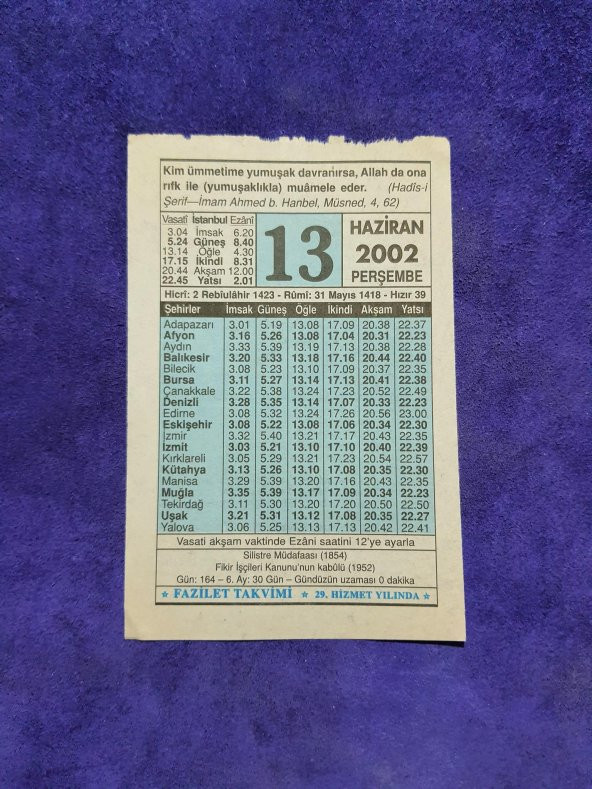 Kim ümmetime yumuşak davranırsa, Allah da ona
rıfk ile (yumuşaklıkla) muâmele eder. (Hadîs-i
Şerif—İmam Ahmed b. Hanbel, Müsned, 4, 62)
Vasatî İstanbul Ezânî
3.04 İmsak 6.20
5.24 Güneş 8.40
13.14 Öğle 4.30
17.15 İkindi 8.31
20.44 Akşam 12.00
22.45 Yatsı 2.01
13
HAZİRAN
2002
PERŞEMBE
Hicrî: 2 Rebîulâhir 1423 - Rûmî: 31 Mayıs 1418 - Hızır 39
Şehirler İmsak Güneş Öğle İkindi Akşam Yatsı
Adapazarı 3.01 5.19 13.08 17.09 20.38 22.37
Afyon 3.16 5.26 13.08 17.04 20.31 22.23
Aydın 3.33 5.39 13.19 17.13 20.38 22.28
Balıkesir 3.20 5.33 13.18 17.16 20.44 22.40
Bilecik 3.08 5.23 13.10 17.09 20.37 22.35
Bursa 3.11 5.27 13.14 17.13 20.41 22.38
Çanakkale 3.22 5.38 13.24 17.23 20.52 22.49
Denizli 3.28 5.35 13.14 17.07 20.33 22.23
Edirne 3.08 5.32 13.24 17.26 20.56 23.00
Eskişehir 3.08 5.22 13.08 17.06 20.34 22.30
İzmir 3.32 5.40 13.21 17.17 20.43 22.35
İzmit 3.03 5.21 13.10 17.10 20.40 22.39
Kırklareli 3.05 5.29 13.21 17.23 20.54 22.57
Kütahya 3.13 5.26 13.10 17.08 20.35 22.30
Manisa 3.29 5.39 13.20 17.16 20.43 22.35
Muğla 3.35 5.39 13.17 17.09 20.34 22.23
Tekirdağ 3.11 5.30 13.20 17.20 20.50 22.50
Uşak 3.21 5.31 13.12 17.08 20.35 22.27
Yalova 3.06 5.25 13.13 17.13 20.42 22.41
Vasati akşam vaktinde Ezâni saatini 12'ye ayarla
Silistre Müdafaası (1854)
Fikir İşçileri Kanunu'nun kabûlü (1952)
Gün: 164 – 6. Ay: 30 Gün – Gündüzün uzaması 0 dakika
FAZİLET TAKVİMİ 29. HİZMET YILINDA